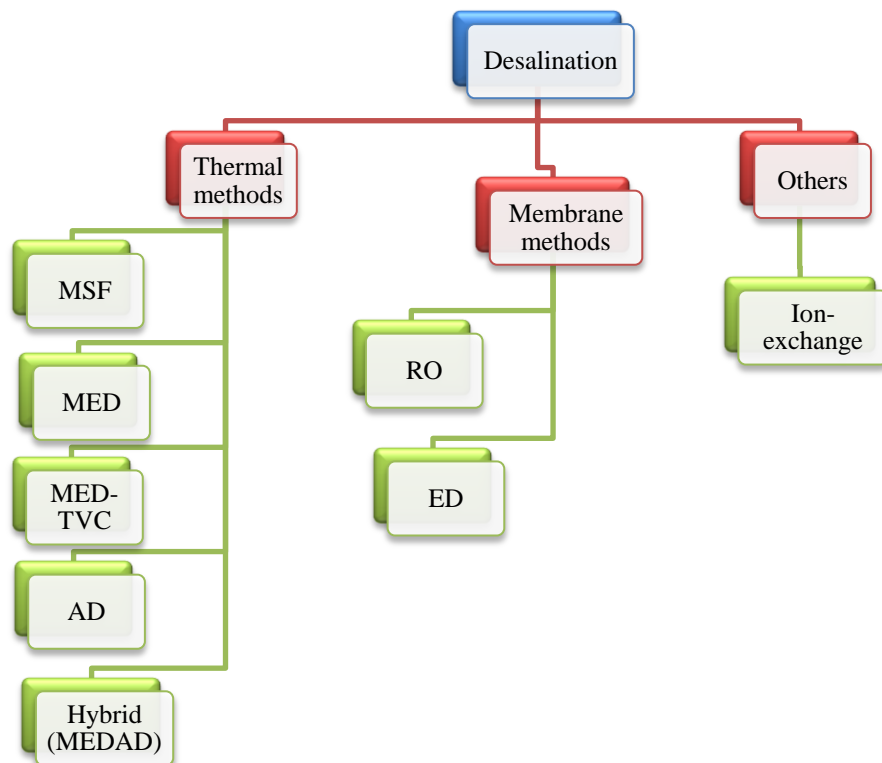 Desalination
Thermal
methods
MSF
MED
MED-
TVC
AD
Hybrid
(MEDAD)
Membrane
methods
RO
ED
Others
Ion-
exchange